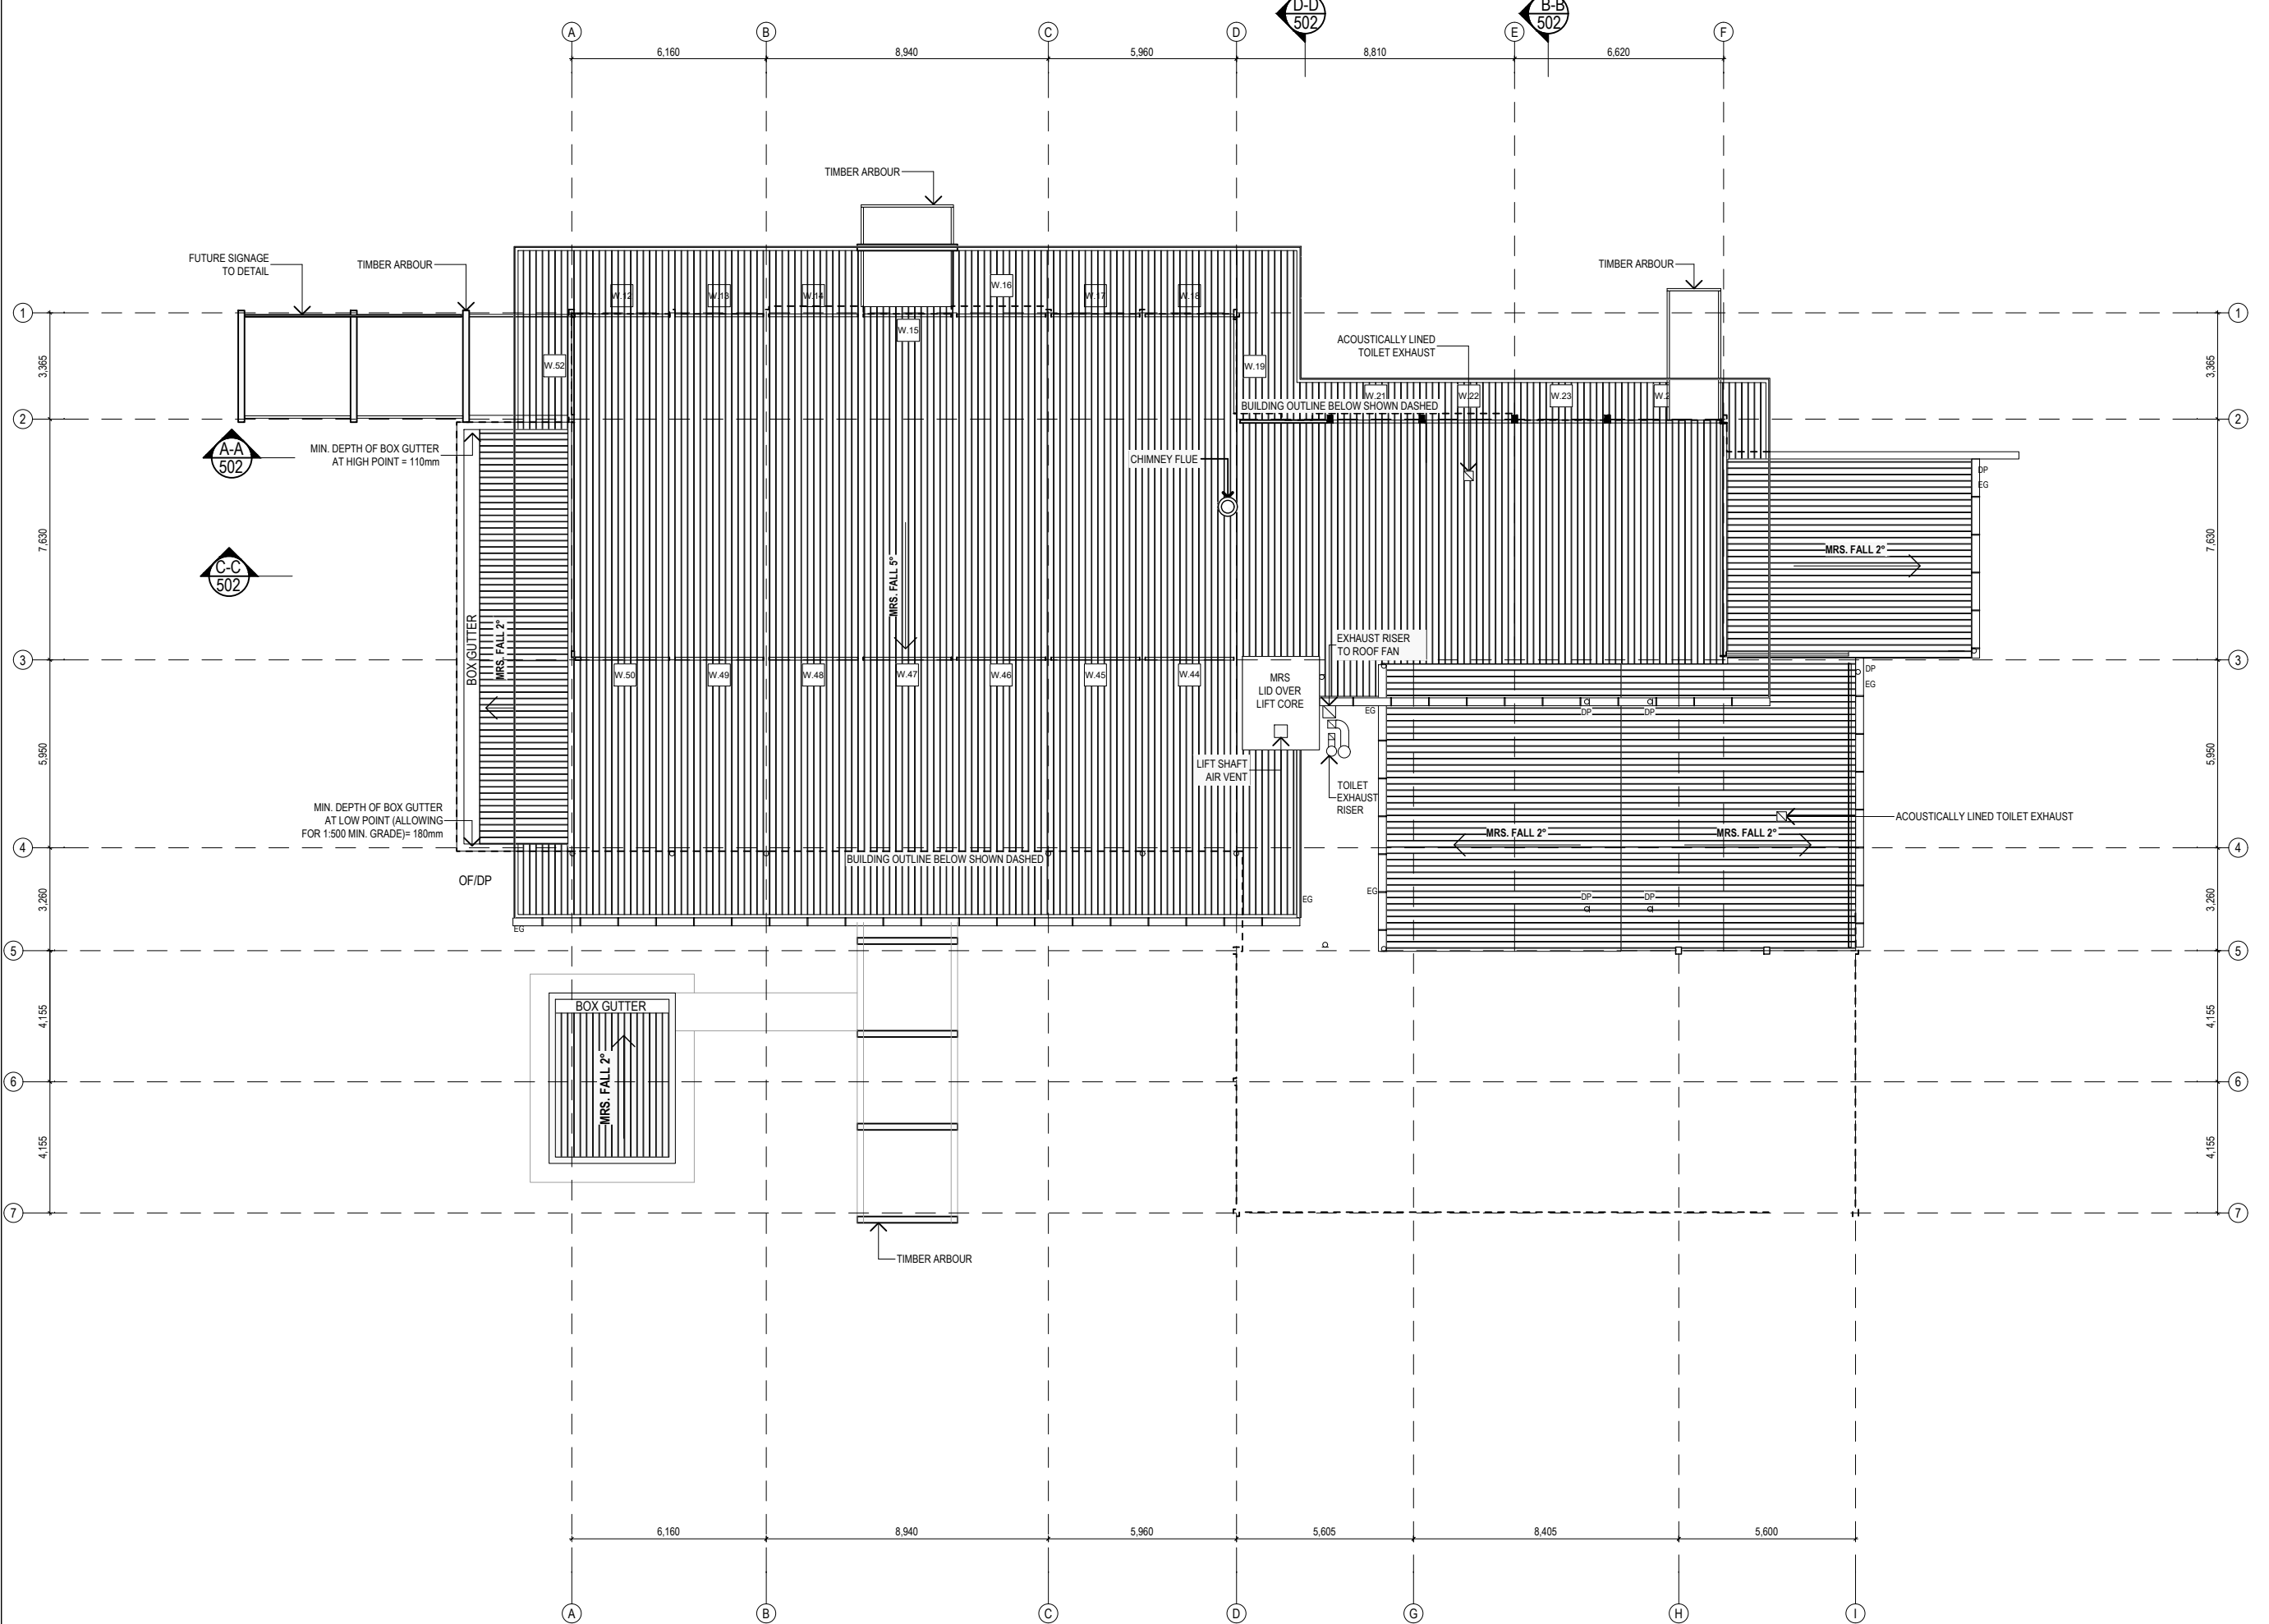 D-D
502
B-B
502
A
B
C
D
E
F
6,160
8,940
5,960
8,810
6,620
TIMBER ARBOUR
FUTURE SIGNAGE
TO DETAIL
TIMBER ARBOUR
TIMBER ARBOUR
W.12
W.13
W.14
W.16
W.17
W.18
1
1
W.15
ACOUSTICALLY LINED
TOILET EXHAUST
3,365
W.52
W.19
3,365
W.21
W.22
W.23
BUILDING OUTLINE BELOW SHOWN DASHED
2
2
A-A
502
MIN. DEPTH OF BOX GUTTER
AT HIGH POINT = 110mm
CHIMNEY FLUE
DP
EG
7,630
MRS. FALL 5°
MRS. FALL 2°
7,630
C-C
502
BOX GUTTER
MRS. FALL 2°
EXHAUST RISER
TO ROOF FAN
3
3
W.50
W.49
W.48
W.47
W.46
W.45
W.44
MRS
LID OVER
LIFT CORE
DP
EG
EG
DP
DP
5,950
LIFT SHAFT
AIR VENT
5,950
TOILET
EXHAUST
RISER
MIN. DEPTH OF BOX GUTTER
AT LOW POINT (ALLOWING
FOR 1:500 MIN. GRADE)= 180mm
ACOUSTICALLY LINED TOILET EXHAUST
MRS. FALL 2°
MRS. FALL 2°
4
4
BUILDING OUTLINE BELOW SHOWN DASHED
OF/DP
3,260
EG
EG
DP
DP
3,260
EG
5
5
BOX GUTTER
4,155
4,155
MRS. FALL 2°
6
6
4,155
4,155
7
7
TIMBER ARBOUR
6,160
8,940
5,960
5,605
8,405
5,600
A
B
C
D
G
H
I